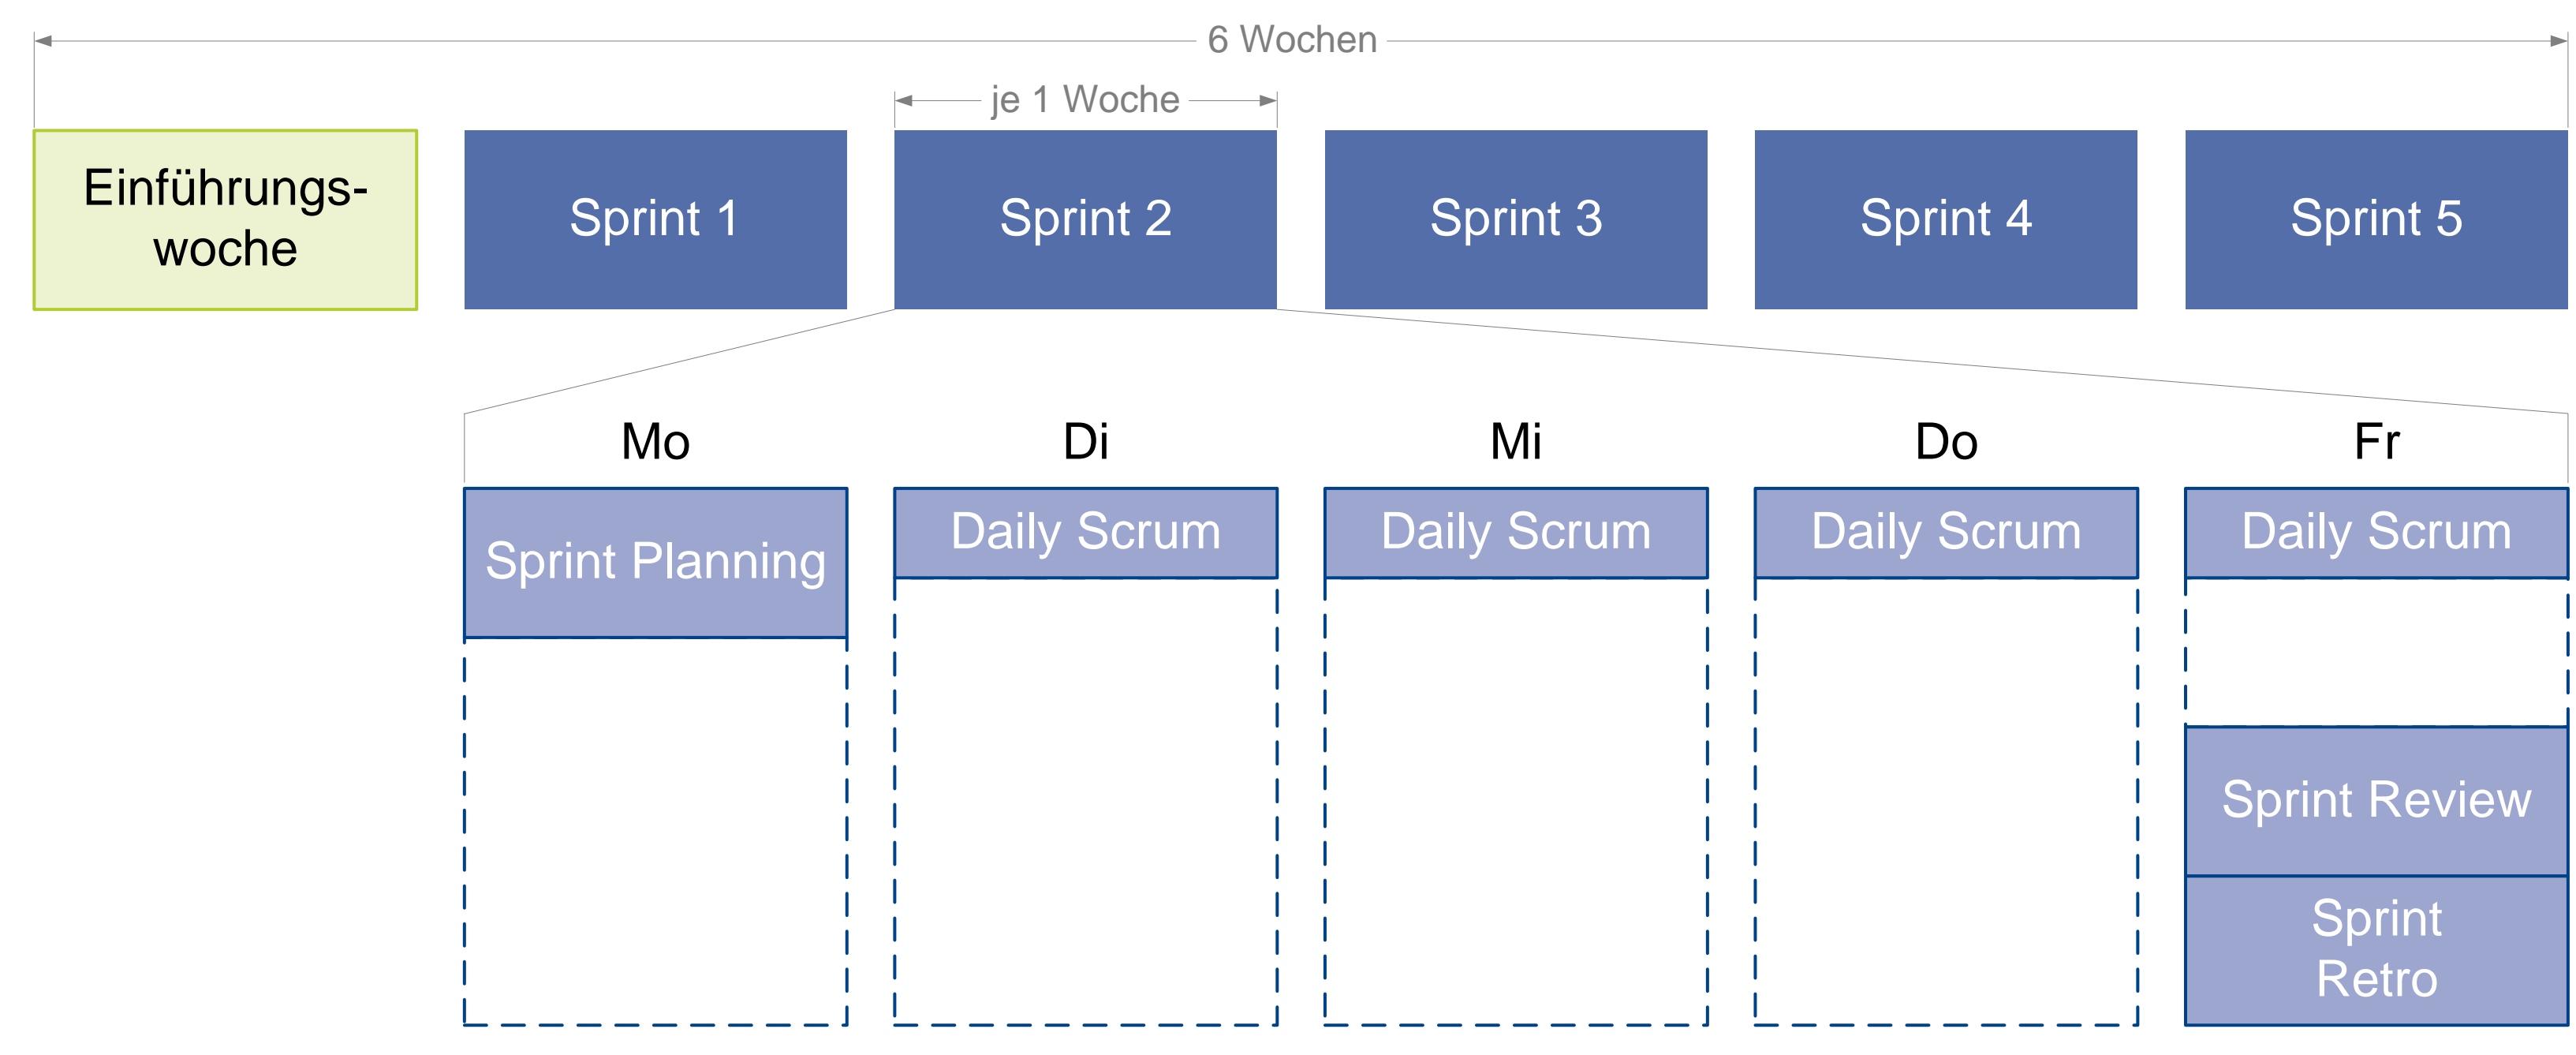 6 Wochen
je 1 Woche
Einführungs-
woche
Sprint 1
Sprint 2
Sprint 3
Sprint 4
Sprint 5
Mo
Di
Mi
Do
Fr
Sprint Planning
Daily Scrum
Daily Scrum
Daily Scrum
Daily Scrum
Sprint Review
Sprint
Retro